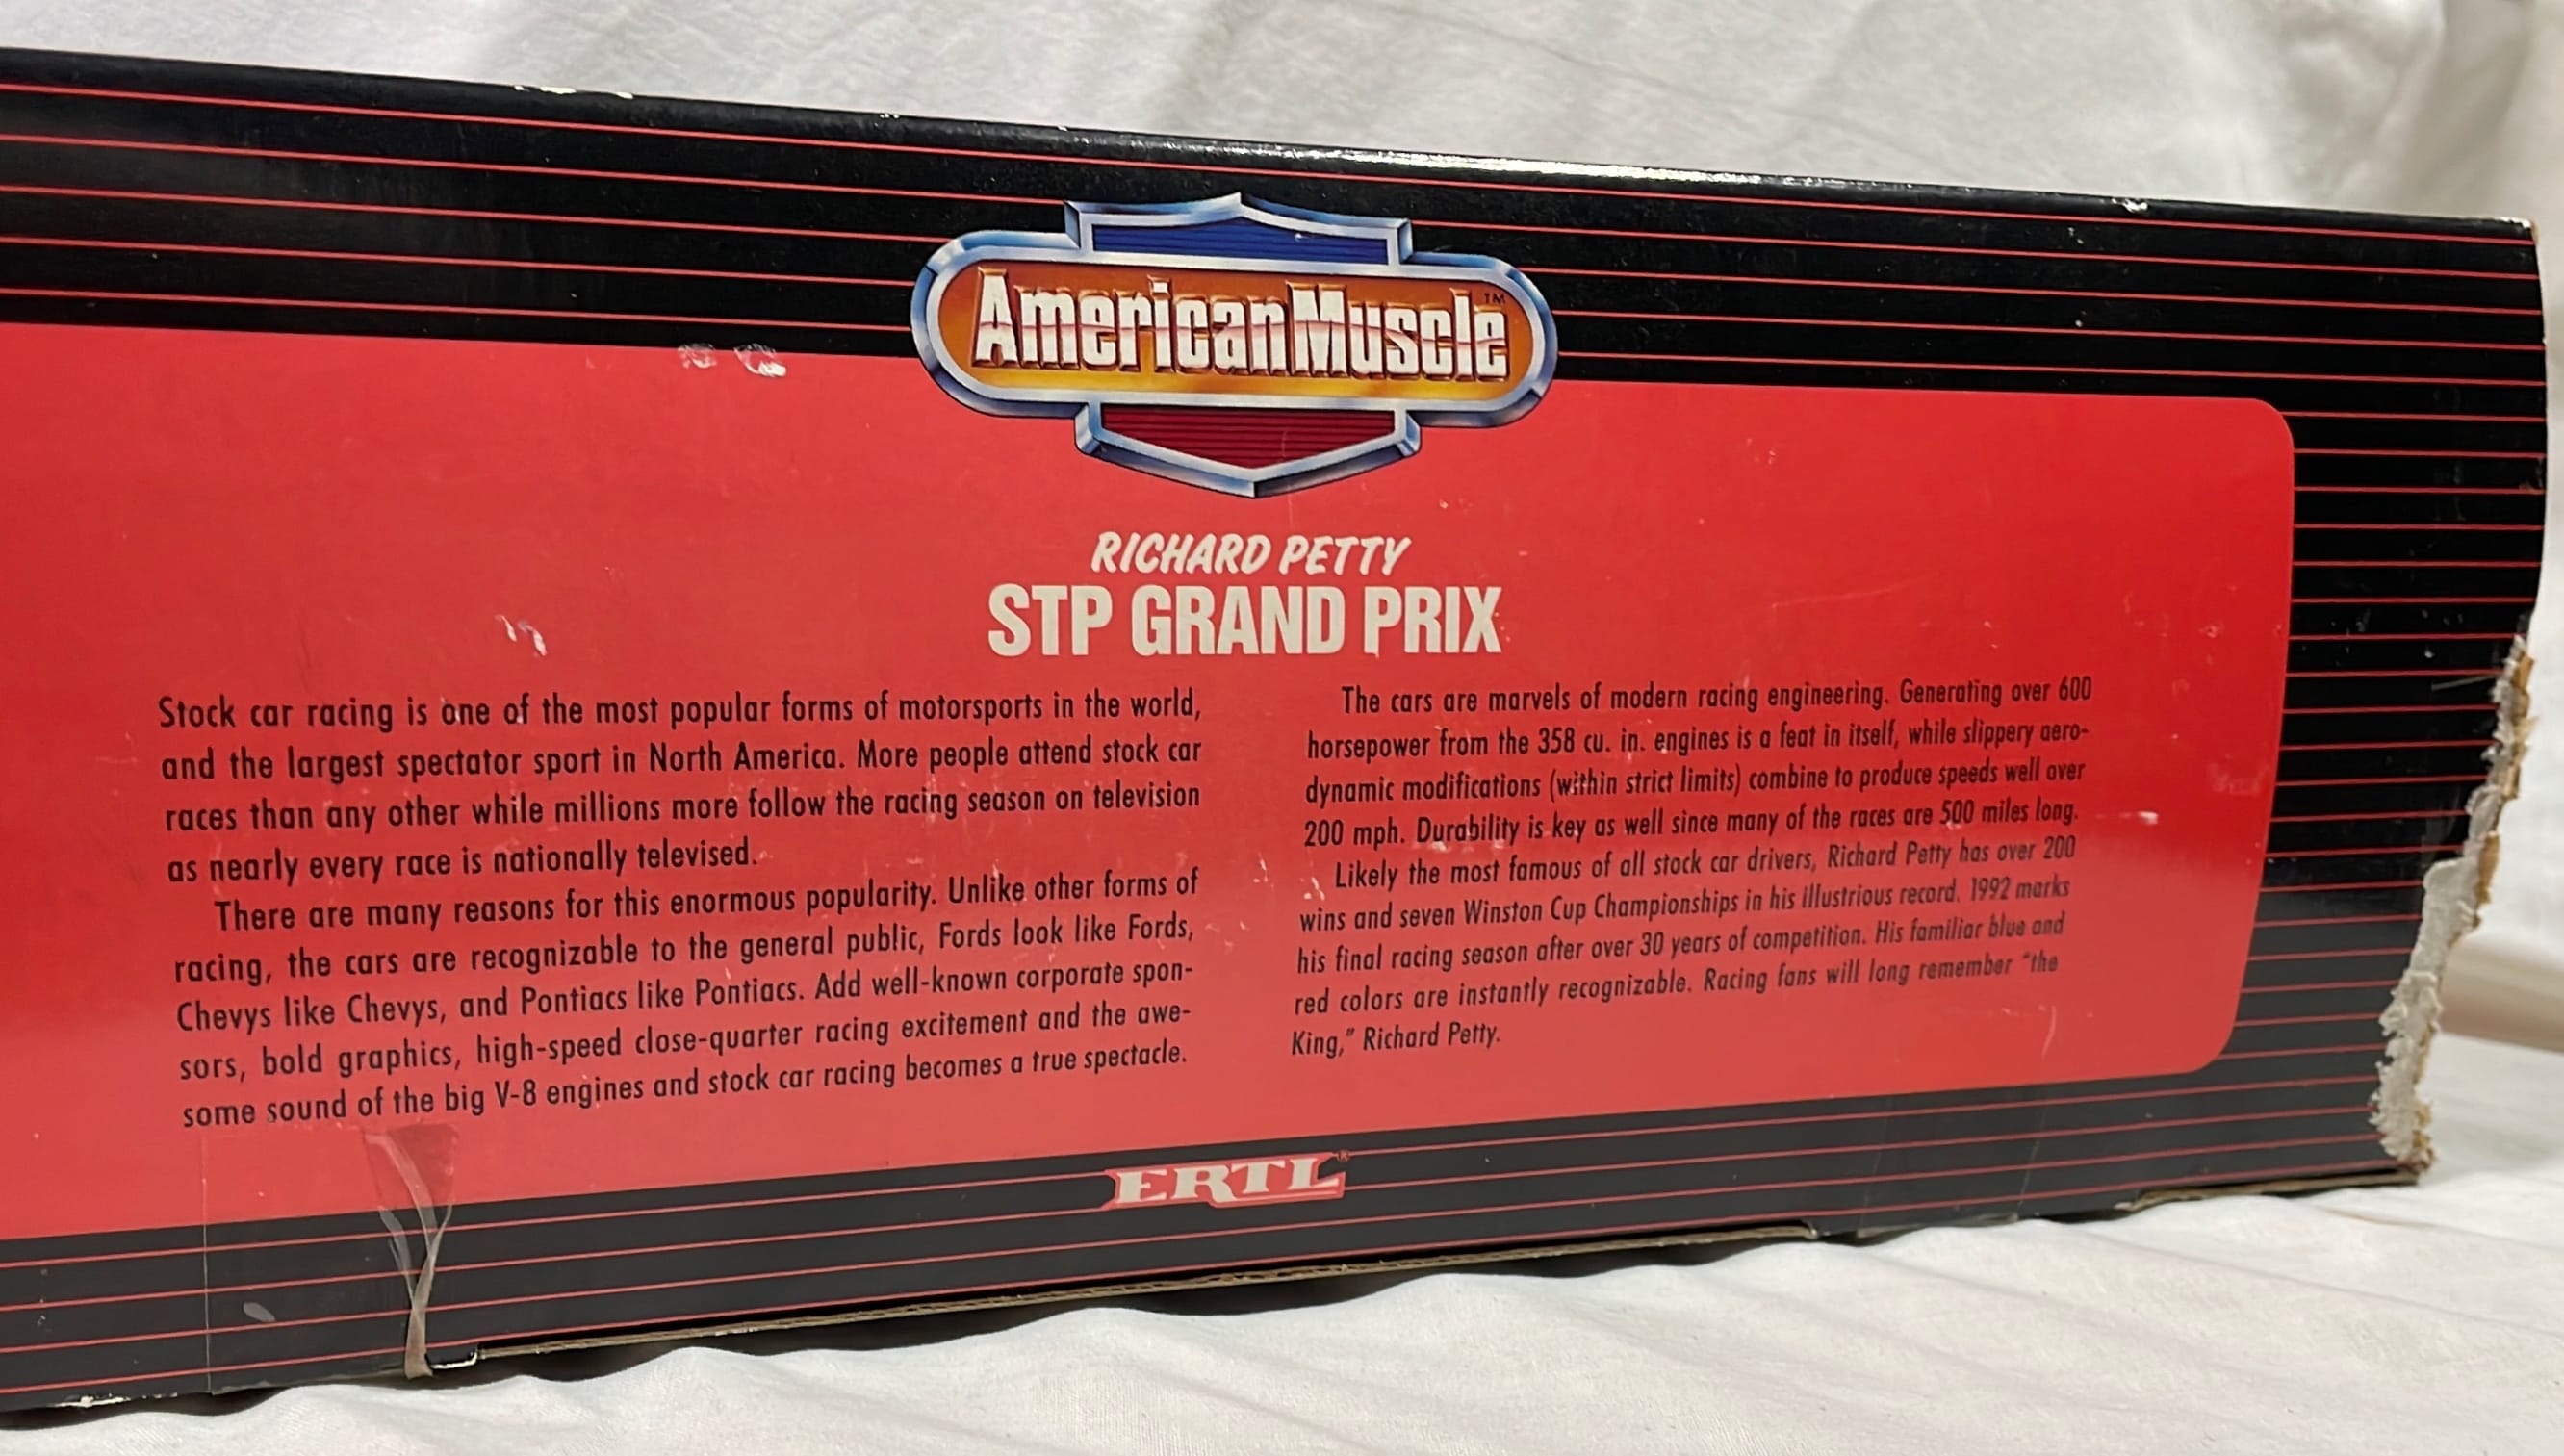 AmericanMuscle™
RICHARD PETTY
STP GRAND PRIX
Stock car racing is one of the most popular forms of motorsports in the world,
and the largest spectator sport in North America. More people attend stock car
races than any other while millions more follow the racing season on television
as nearly every race is nationally televised.
There are many reasons for this enormous popularity. Unlike other forms of
racing, the cars are recognizable to the general public, Fords look like Fords,
Chevys like Chevys, and Pontiacs like Pontiacs. Add well-known corporate spon-
sors, bold graphics, high-speed close-quarter racing excitement and the awe-
some sound of the big V-8 engines and stock car racing becomes a true spectacle.
The cars are marvels of modern racing engineering. Generating over 600
horsepower from the 358 cu. in. engines is a feat in itself, while slippery aero-
dynamic modifications (within strict limits) combine to produce speeds well over
200 mph. Durability is key as well since many of the races are 500 miles long.
Likely the most famous of all stock car drivers, Richard Petty has over 200
wins and seven Winston Cup Championships in his illustrious record. 1992 marks
his final racing season after over 30 years of competition. His familiar blue and
red colors are instantly recognizable. Racing fans will long remember "the
King," Richard Petty.
ERTL®